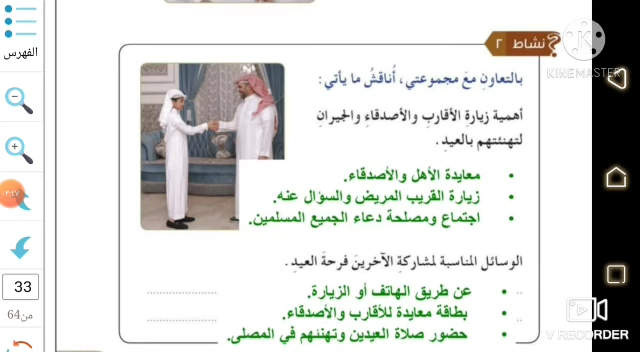 الفهرس
33
من64
نشاط ٢
KINEMASTER
بالتعاونِ معَ مجموعتي، أُناقشُ ما يأتي:
أهمية زيارةِ الأقاربِ والأصدقاءِ والجيرانِ
لتهنئتهم بالعيدِ.
• معايدة الأهل والأصدقاء.
• زيارة القريب المريض والسؤال عنه.
• اجتماع ومصلحة دعاء الجميع المسلمين.
الوسائل المناسبة لمشاركةِ الآخرينَ فرحةَ العيدِ.
• عن طريق الهاتف أو الزيارة.
• بطاقة معايدة للأقارب والأصدقاء.
• حضور صلاة العيدين وتهنئهم في المصلى.
V RECORDER